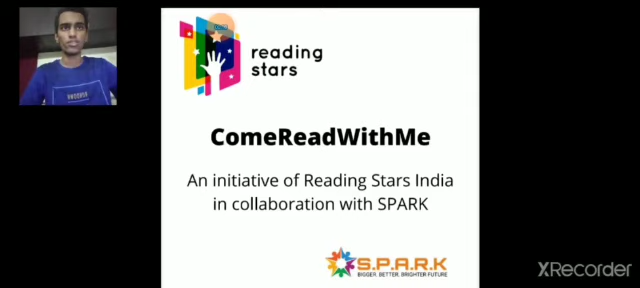 reading
stars
ComeReadWithMe
An initiative of Reading Stars India
in collaboration with SPARK
S.P.A.R.K
BIGGER. BETTER. BRIGHTER FUTURE
XRecorder